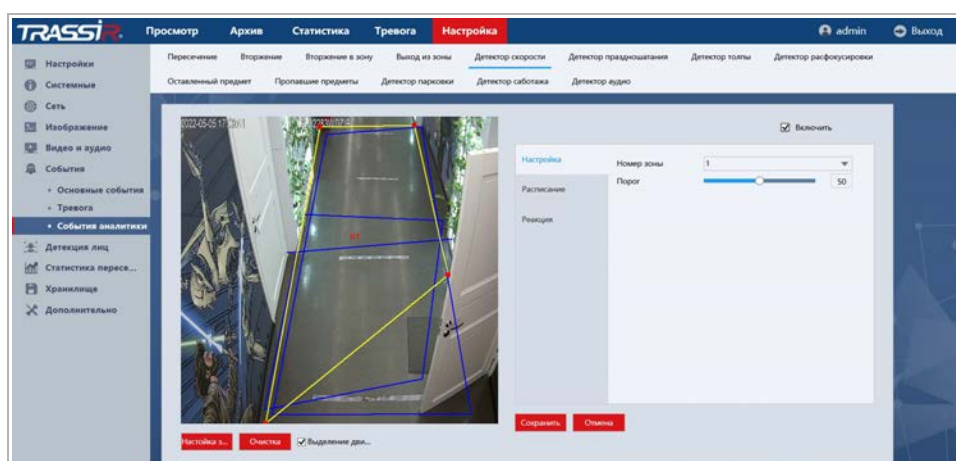 TRASSIR
Просмотр Архив Статистика Тревога Настройка admin Выход
Настройки
Системные
Сеть
Изображение
Видео и аудио
События
Основные события
Тревога
События аналитики
Детекция лиц
Статистика пересе...
Хранилище
Дополнительно
Пересечение Вторжение Вторжение в зону Выход из зоны Детектор скорости Детектор праздношатания Детектор толпы Детектор расфокусировки
Оставленный предмет Пропавшие предметы Детектор парковки Детектор саботажа Детектор аудио
2022-05-05 17
Включить
Настройка
Расписание
Реакция
Номер зоны 1
Порог 50
Сохранить Отмена
Настойка з... Очистка Выделение дви...